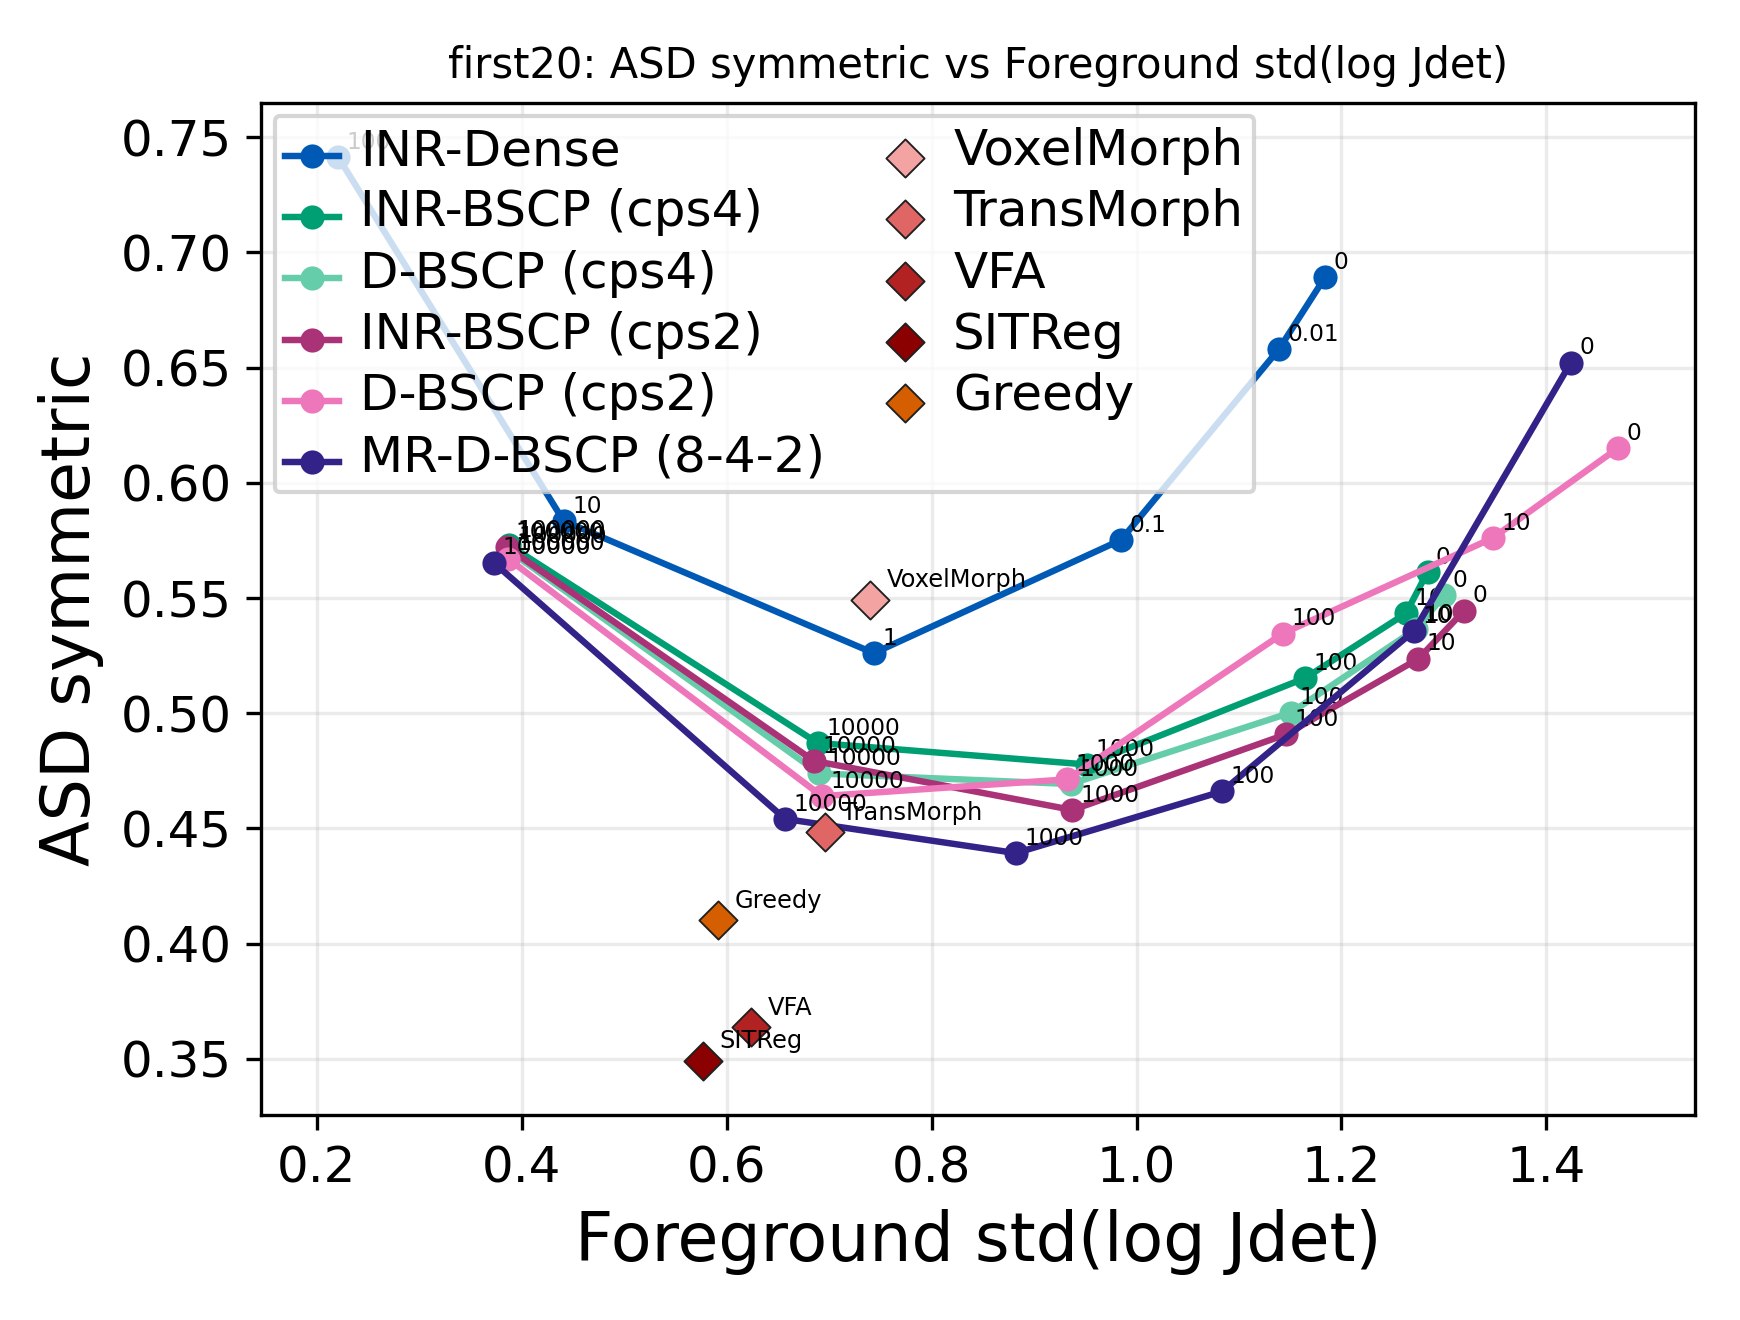 first20: ASD symmetric vs Foreground std(log Jdet)
ASD symmetric
0.75
0.70
0.65
0.60
0.55
0.50
0.45
0.40
0.35
INR-Dense
INR-BSCP (cps4)
D-BSCP (cps4)
INR-BSCP (cps2)
D-BSCP (cps2)
MR-D-BSCP (8-4-2)
VoxelMorph
TransMorph
VFA
SITReg
Greedy
100
0
0.01
0
0
10
10
0.1
100000
100000
VoxelMorph
1
0
0
0
10
10
10
100
100
100
100
10000
10000
10000
10000
10000
1000
1000
1000
1000
100
TransMorph
1000
Greedy
VFA
SITReg
0.2
0.4
0.6
0.8
1.0
1.2
1.4
Foreground std(log Jdet)